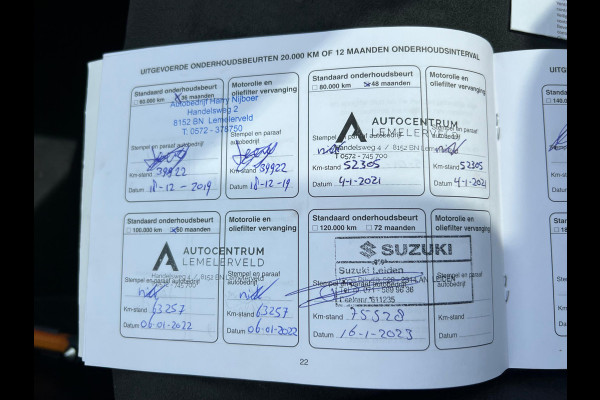 UITGEVOERDE ONDERHOUDSBEURTEN 20.000 KM OF 12 MAANDEN ONDERHOUDSINTERVAL
Standaard onderhoudsbeurt
60.000 km 36 maanden
Autobedrijf Harry Nijboer
Handelsweg 2
8152 BN Lemelerveld
T. 0572 - 375750
Stempel en paraaf
autobedrijf
Km-stand 39922
Datum 18-12-2019
Motorolie en
oliefilter vervanging
Stempel en paraaf
autobedrijf
Km-stand 39922
Datum 18-12-19
Standaard onderhoudsbeurt
80.000 km 48 maanden
AUTOCENTRUM
LEMELERVELD
Stempel en paraaf autobedrijf
Handelsweg 4 / 8152 BN Lemelerveld
T 0572 - 745 700
Km-stand 52305
Datum 4-1-2021
Motorolie en
oliefilter vervanging
Km-stand 52305
Datum 4-1-2021
Standaard onderhoudsbeurt
100.000 km 60 maanden
AUTOCENTRUM
LEMELERVELD
Handelsweg 4 / 8152 BN Lemelerveld
Stempel en paraaf autobedrijf
Km-stand 63257
Datum 06-01-2022
Motorolie en
oliefilter vervanging
Stempel en paraaf
Km-stand 63257
Datum 06-01-2022
Standaard onderhoudsbeurt
120.000 km 72 maanden
SUZUKI
Suzuki Leiden
Stempel en paraaf autobedrijf
Km-stand 75528
Datum 16-1-2023
Motorolie en
oliefilter vervanging
Stempel en paraaf
autobedrijf
Km-stand
Datum
22